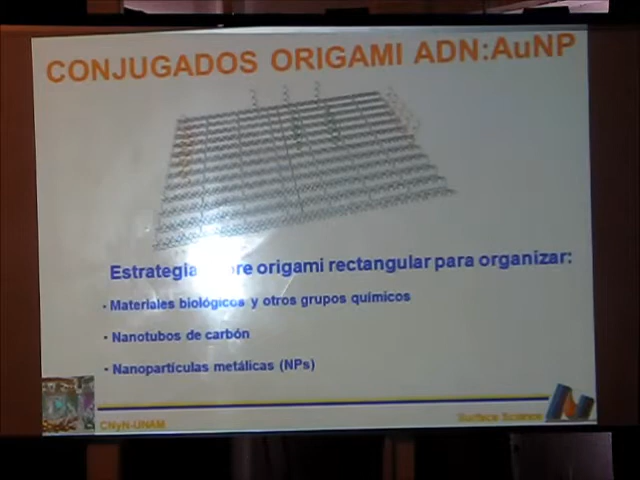 CONJUGADOS ORIGAMI ADN:AuNP
Estrategia re origami rectangular para organizar:
· Materiales biológicos y otros grupos químicos
· Nanotubos de carbón
· Nanopartículas metálicas (NPs)
CNyN-UNAM
Surface Science